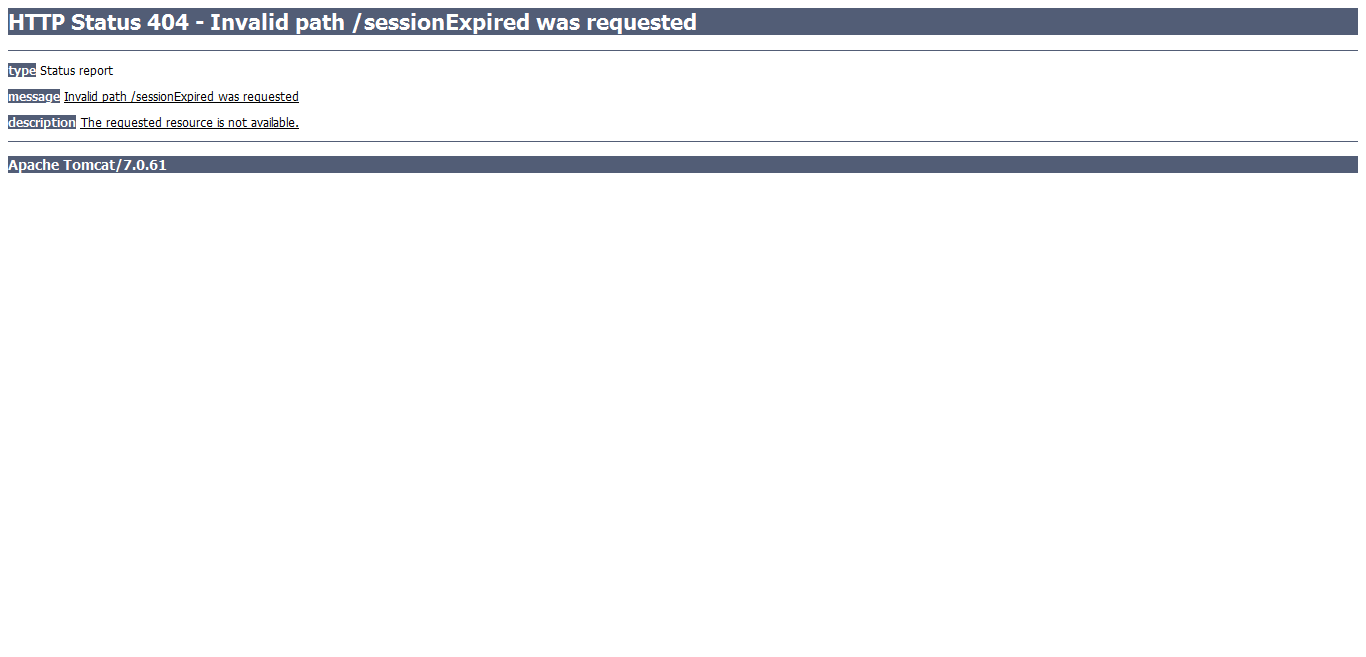 HTTP Status 404 - Invalid path /sessionExpired was requested
type Status report
message Invalid path /sessionExpired was requested
description The requested resource is not available.
Apache Tomcat/7.0.61